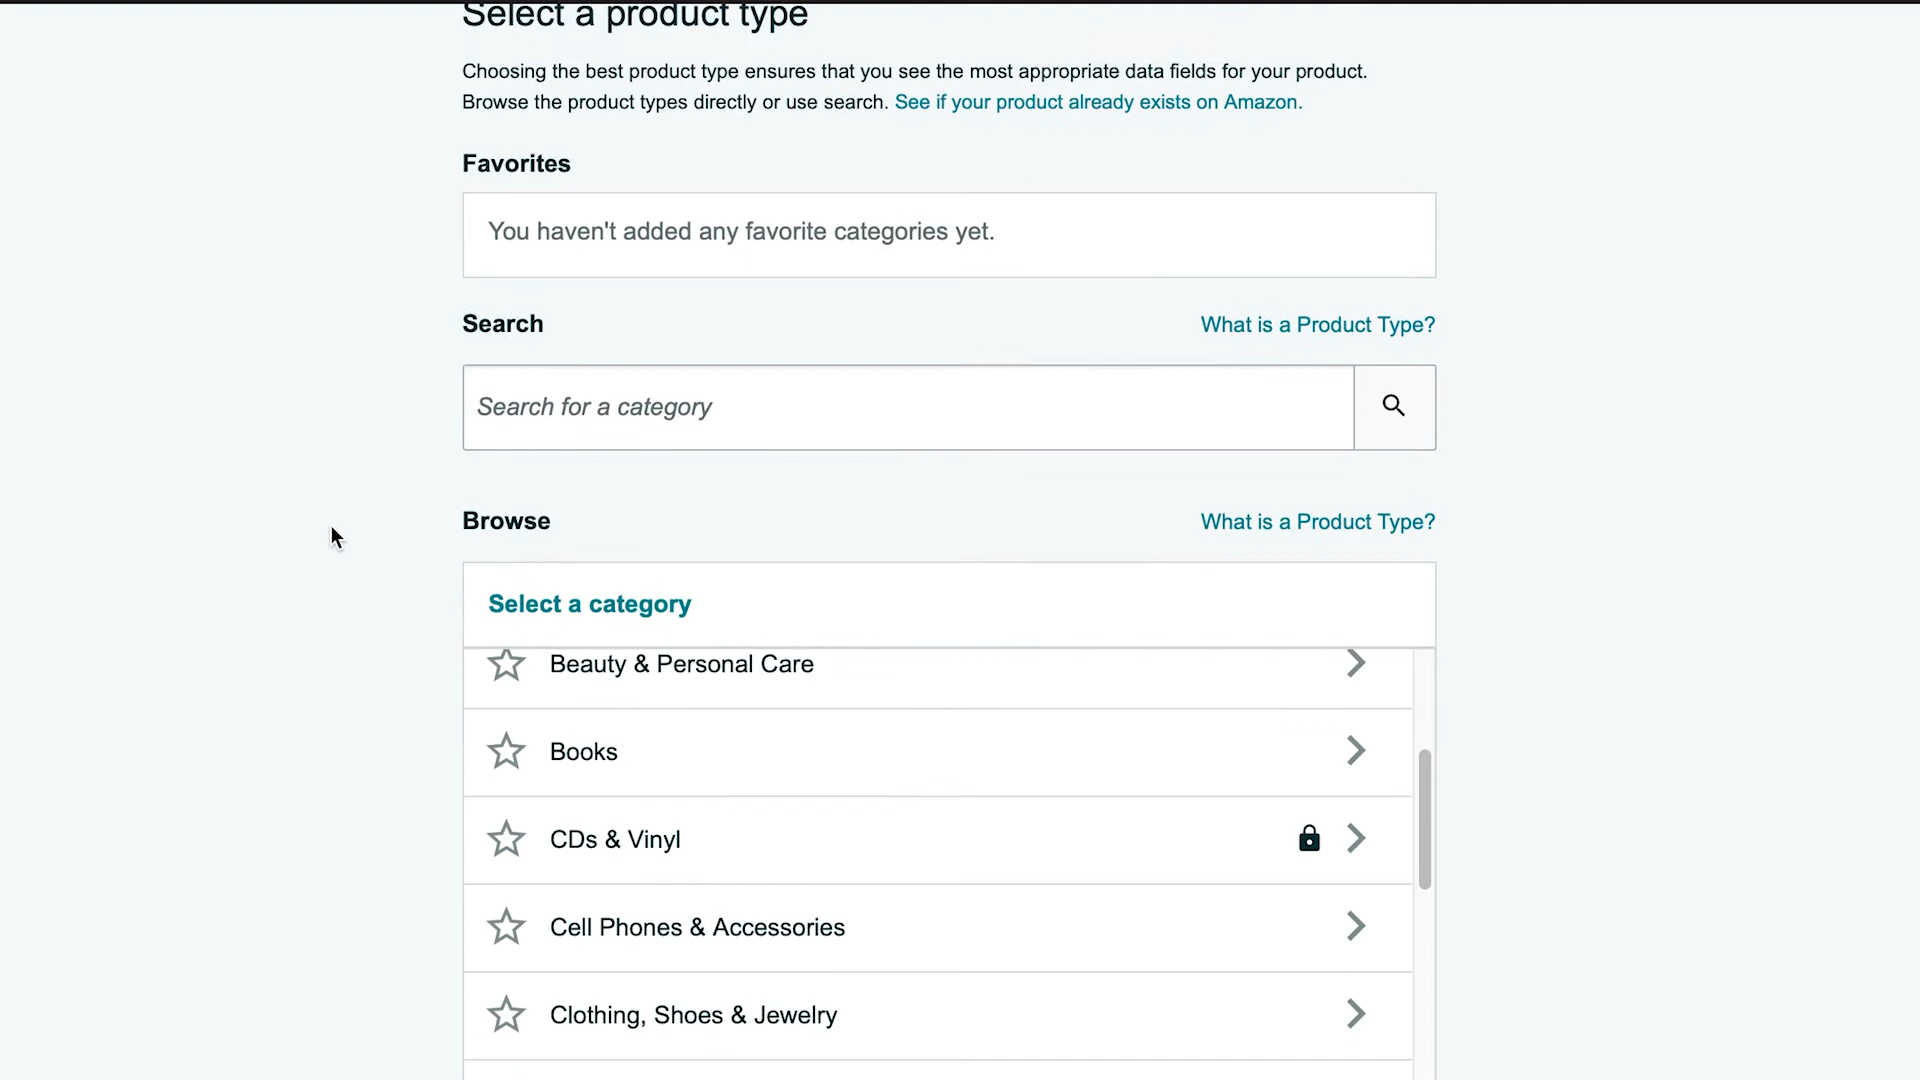 Select a product type
Choosing the best product type ensures that you see the most appropriate data fields for your product.
Browse the product types directly or use search. See if your product already exists on Amazon.
Favorites
You haven't added any favorite categories yet.
Search
What is a Product Type?
Search for a category
Browse
What is a Product Type?
Select a category
Beauty & Personal Care
Books
CDs & Vinyl
Cell Phones & Accessories
Clothing, Shoes & Jewelry